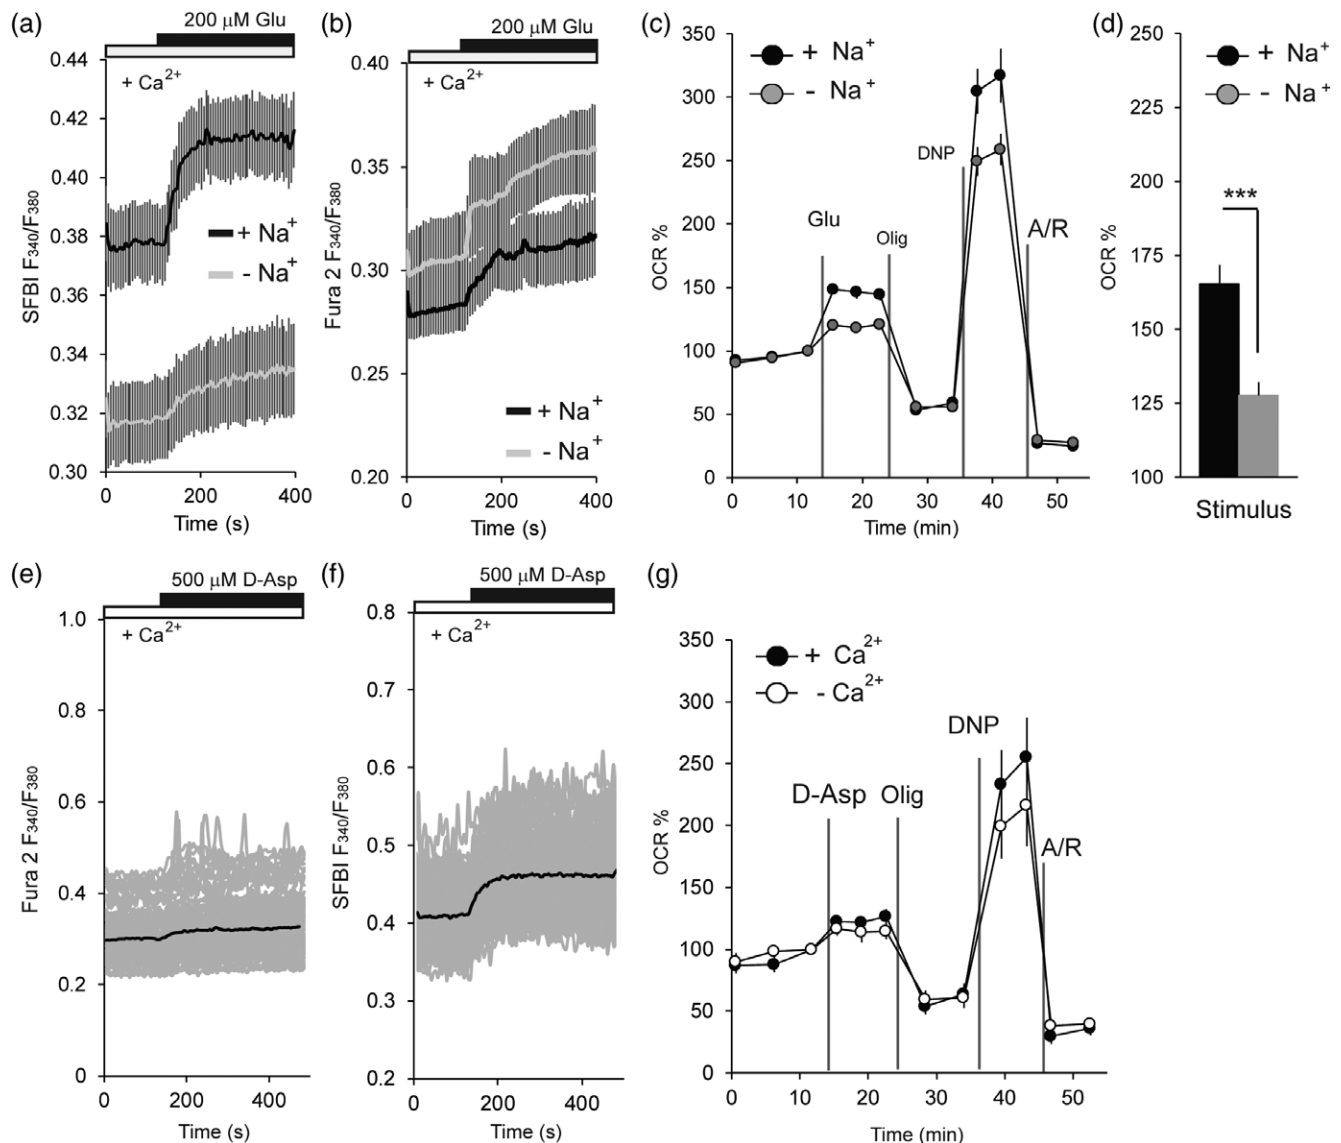 (a)
200 μM Glu
+ Ca2+
SFBI F340/F380
0.44
0.42
0.40
0.38
0.36
0.34
0.32
0.30
+ Na+
- Na+
0
200
400
Time (s)
(b)
200 μM Glu
+ Ca2+
Fura 2 F340/F380
0.40
0.35
0.30
0.25
0.20
+ Na+
- Na+
0
200
400
Time (s)
(c)
+ Na+
- Na+
OCR %
350
300
250
200
150
100
50
0
Glu
Olig
DNP
A/R
0
10
20
30
40
50
Time (min)
(d)
+ Na+
- Na+
OCR %
250
225
200
175
150
125
100
***
Stimulus
(e)
500 μM D-Asp
+ Ca2+
Fura 2 F340/F380
1.0
0.8
0.6
0.4
0.2
0
0
200
400
Time (s)
(f)
500 μM D-Asp
+ Ca2+
SFBI F340/F380
0.8
0.7
0.6
0.5
0.4
0.3
0.2
0
200
400
Time (s)
(g)
+ Ca2+
- Ca2+
OCR %
350
300
250
200
150
100
50
0
D-Asp
Olig
DNP
A/R
0
10
20
30
40
50
Time (min)